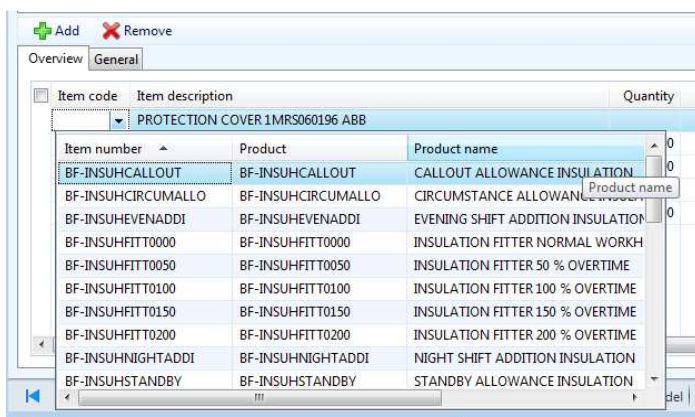 Add Remove
Overview General
Item code Item description Quantity
PROTECTION COVER 1MRS060196 ABB
Item number Product Product name 0
BF-INSUHCALLOUT BF-INSUHCALLOUT CALLOUT ALLOWANCE INSULATION 0
Product name
BF-INSUHCIRCUMALLO BF-INSUHCIRCUMALLO CIRCUMSTANCE
BF-INSUHEVENADDI BF-INSUHEVENADDI EVENING SHIFT ADDITION INSULATION 0
BF-INSUHFITT0000 BF-INSUHFITT0000 INSULATION FITTER NORMAL WORKH
BF-INSUHFITT0050 BF-INSUHFITT0050 INSULATION FITTER 50 % OVERTIME
BF-INSUHFITT0100 BF-INSUHFITT0100 INSULATION FITTER 100 % OVERTIME
BF-INSUHFITT0150 BF-INSUHFITT0150 INSULATION FITTER 150 % OVERTIME
BF-INSUHFITT0200 BF-INSUHFITT0200 INSULATION FITTER 200 % OVERTIME
BF-INSUHNIGHTADDI BF-INSUHNIGHTADDI NIGHT SHIFT ADDITION INSULATION
BF-INSUHSTANDBY BF-INSUHSTANDBY STANDBY ALLOWANCE INSULATION
del